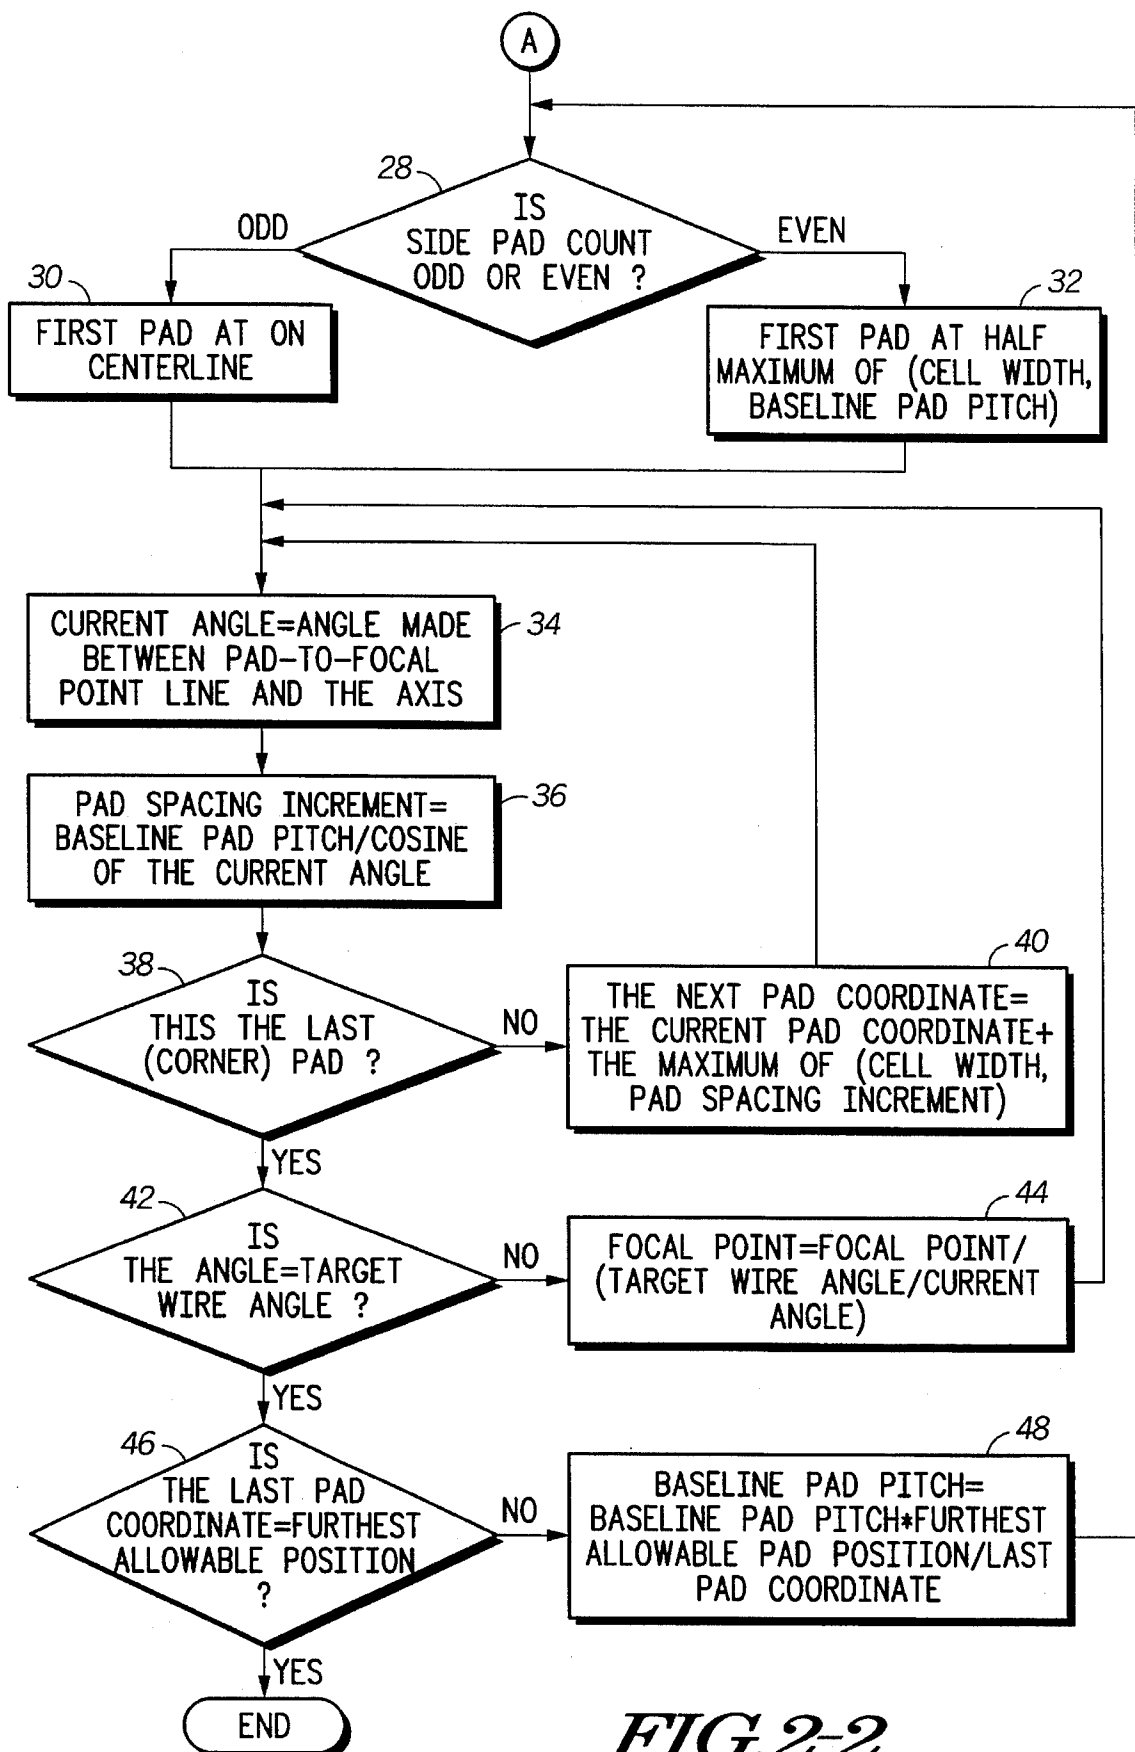 A
28
IS
SIDE PAD COUNT
ODD OR EVEN ?
ODD
EVEN
30
FIRST PAD AT ON
CENTERLINE
32
FIRST PAD AT HALF
MAXIMUM OF (CELL WIDTH,
BASELINE PAD PITCH)
CURRENT ANGLE=ANGLE MADE
BETWEEN PAD-TO-FOCAL
POINT LINE AND THE AXIS
34
PAD SPACING INCREMENT=
BASELINE PAD PITCH/COSINE
OF THE CURRENT ANGLE
36
38
IS
THIS THE LAST
(CORNER) PAD ?
NO
40
THE NEXT PAD COORDINATE=
THE CURRENT PAD COORDINATE+
THE MAXIMUM OF (CELL WIDTH,
PAD SPACING INCREMENT)
YES
42
IS
THE ANGLE=TARGET
WIRE ANGLE ?
NO
44
FOCAL POINT=FOCAL POINT/
(TARGET WIRE ANGLE/CURRENT
ANGLE)
YES
46
IS
THE LAST PAD
COORDINATE=FURTHEST
ALLOWABLE POSITION
?
NO
48
BASELINE PAD PITCH=
BASELINE PAD PITCH*FURTHEST
ALLOWABLE PAD POSITION/LAST
PAD COORDINATE
YES
END
FIG.2-2